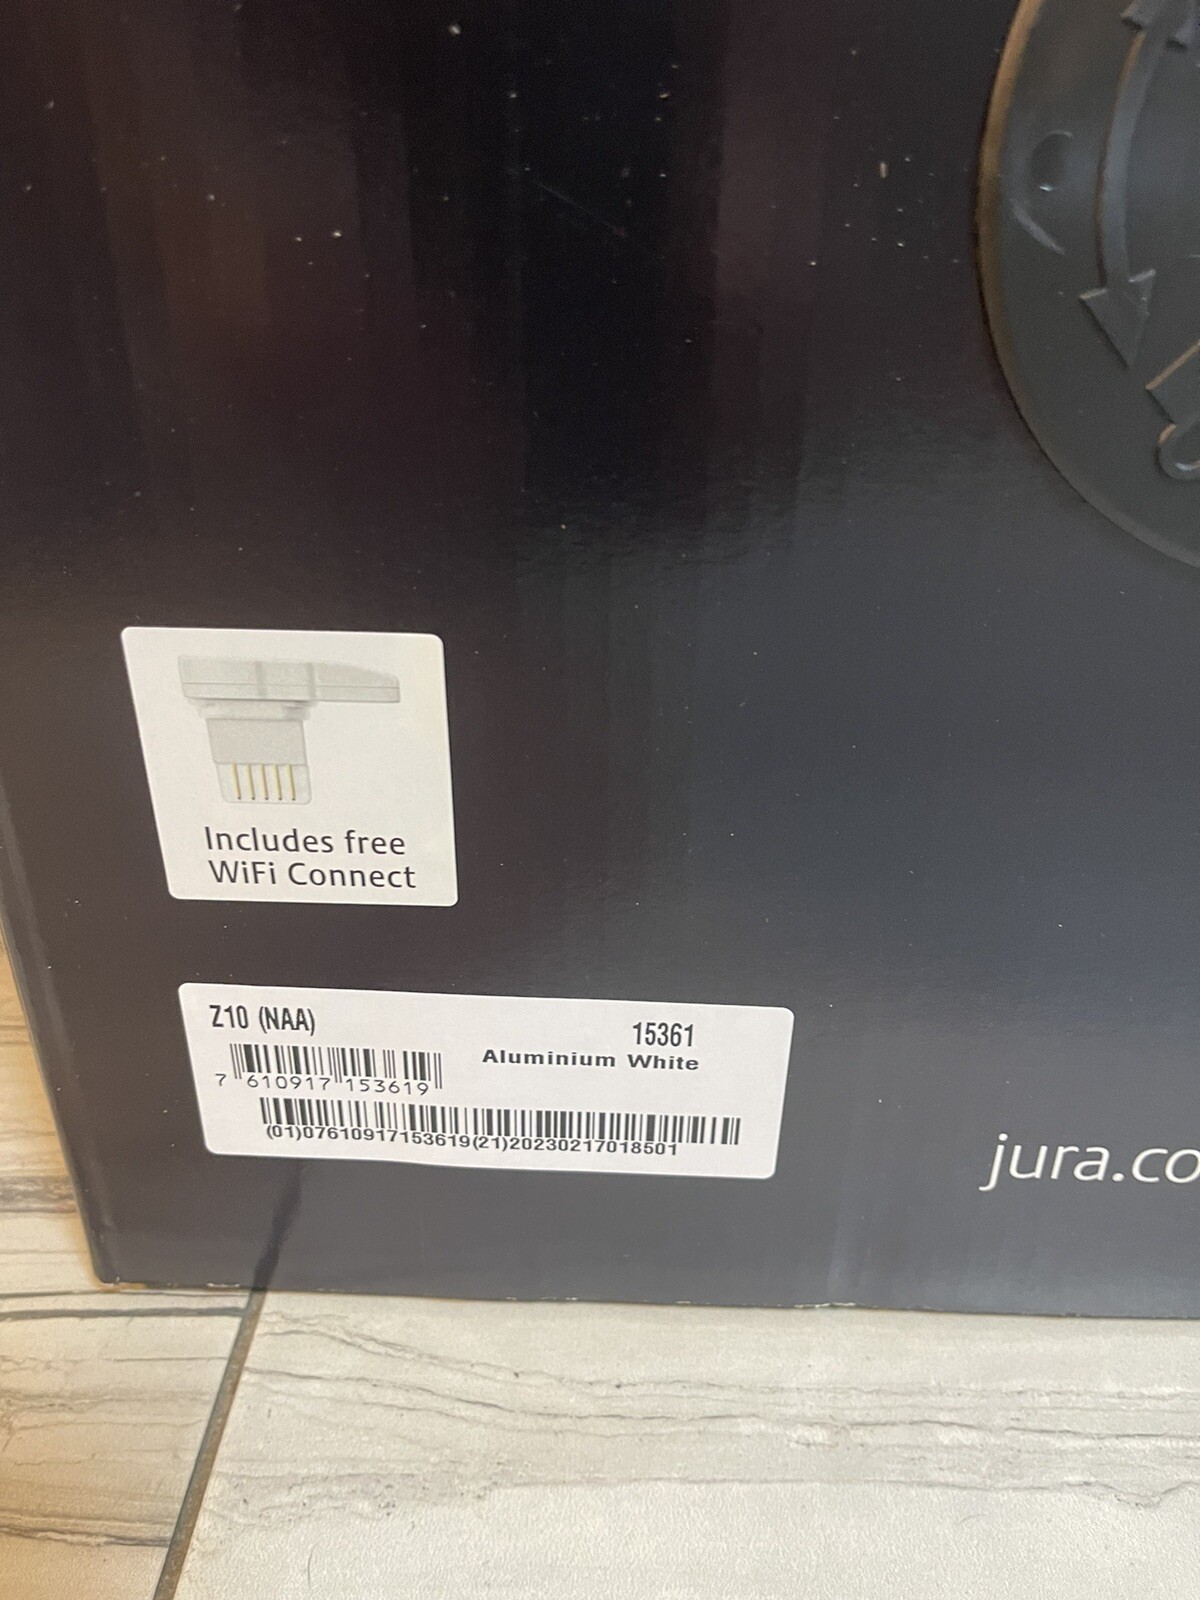 Includes free
WiFi Connect
Z10 (NAA)
15361
Aluminium White
7 610917 153619
(01)07610917153619(21)20230217018501
jura.co